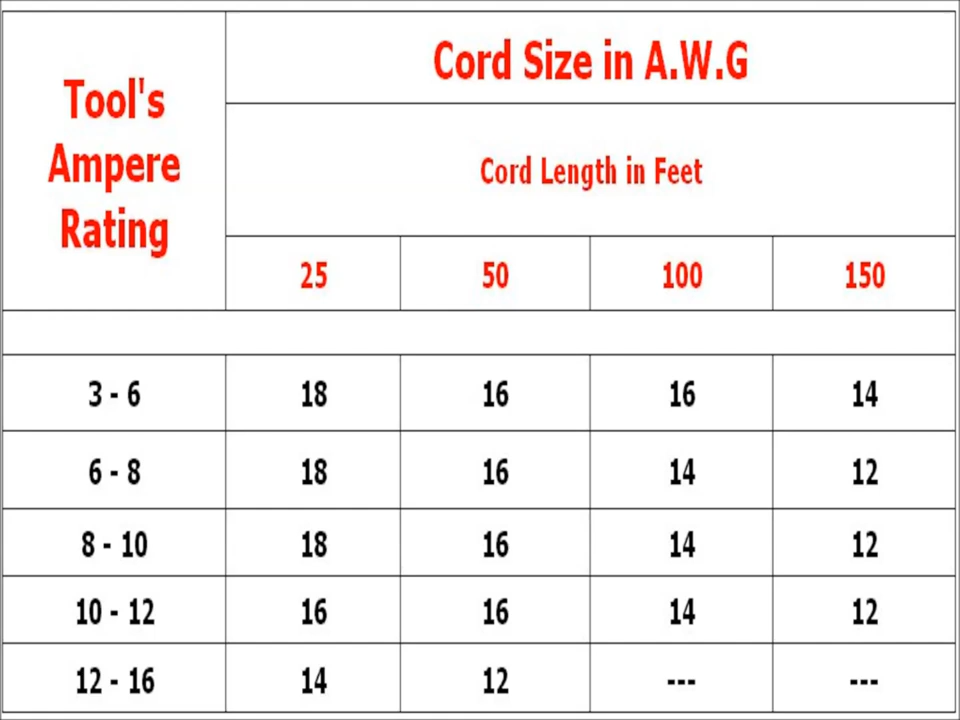 Tool's
Ampere
Rating
Cord Size in A.W.G
Cord Length in Feet
25 50 100 150
3 - 6 18 16 16 14
6 - 8 18 16 14 12
8 - 10 18 16 14 12
10 - 12 16 16 14 12
12 - 16 14 12 --- ---